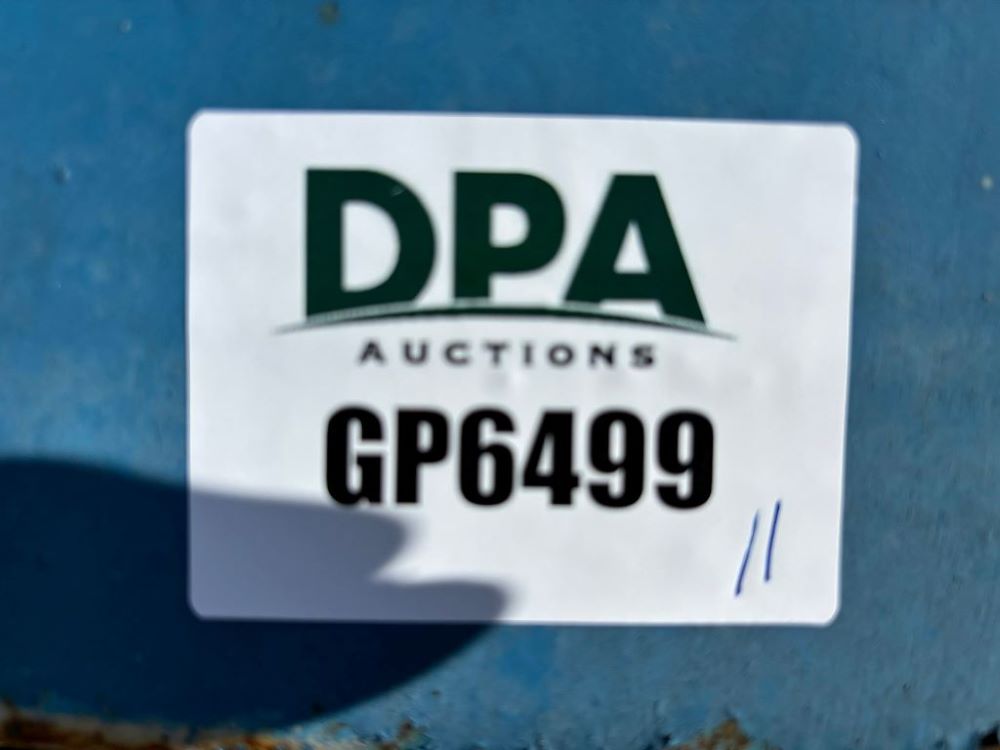 DPA
AUCTIONS
GP6499
11